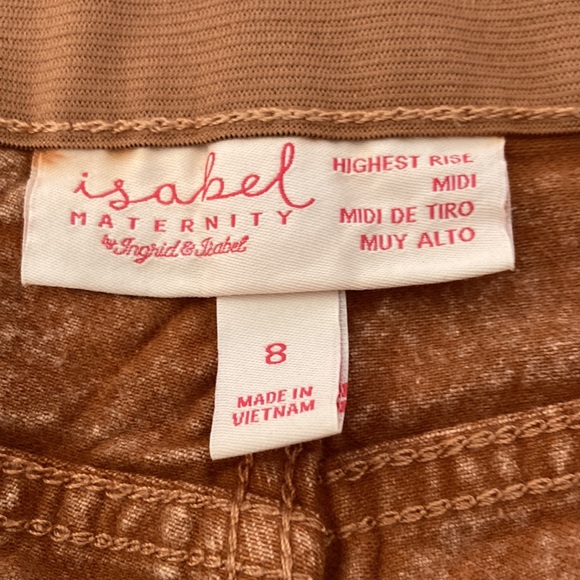 isabel
MATERNITY
by Ingrid & Isabel
HIGHEST RISE
MIDI
MIDI DE TIRO
MUY ALTO
8
MADE IN
VIETNAM